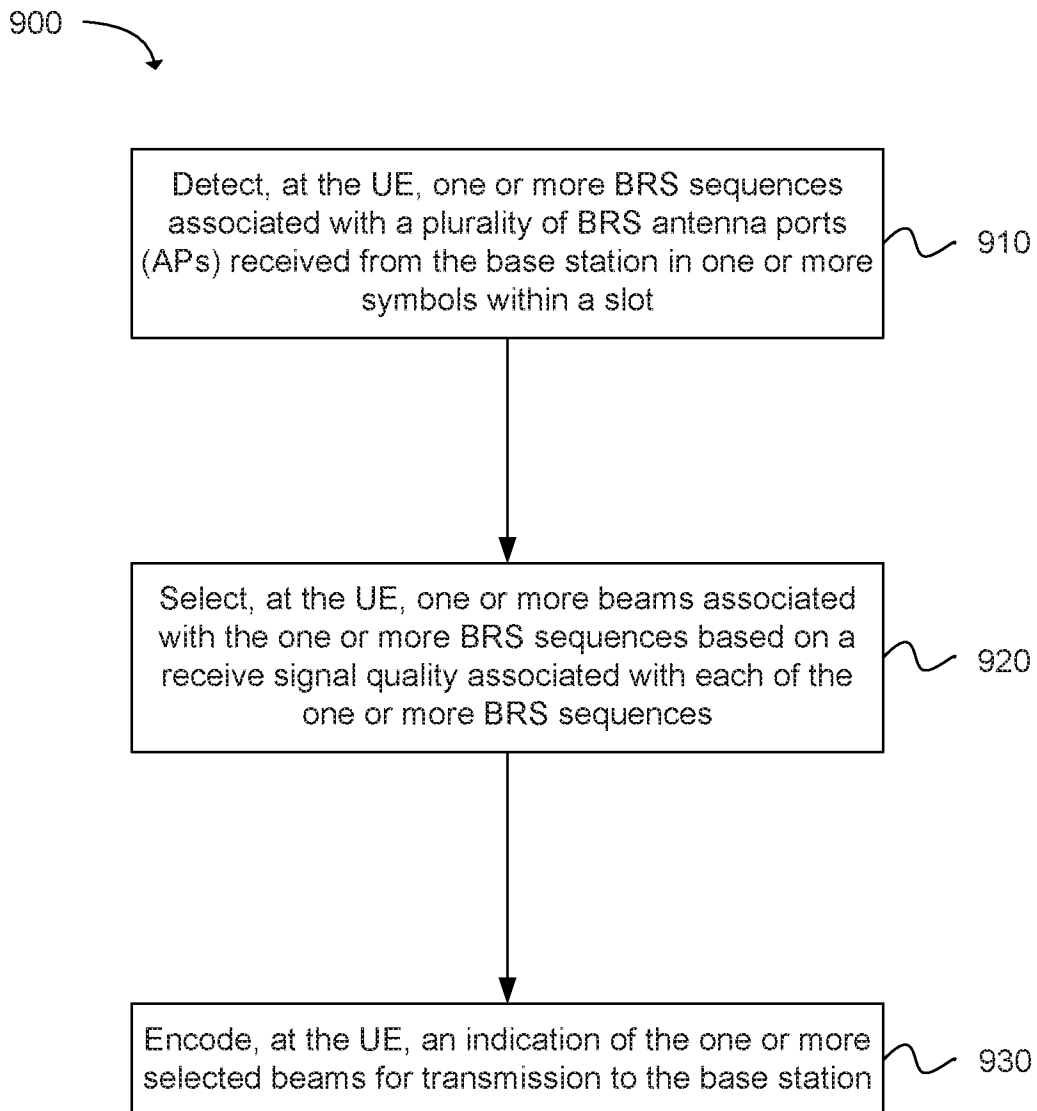 900
Detect, at the UE, one or more BRS sequences
associated with a plurality of BRS antenna ports
(APs) received from the base station in one or more
symbols within a slot
910
Select, at the UE, one or more beams associated
with the one or more BRS sequences based on a
receive signal quality associated with each of the
one or more BRS sequences
920
Encode, at the UE, an indication of the one or more
selected beams for transmission to the base station
930